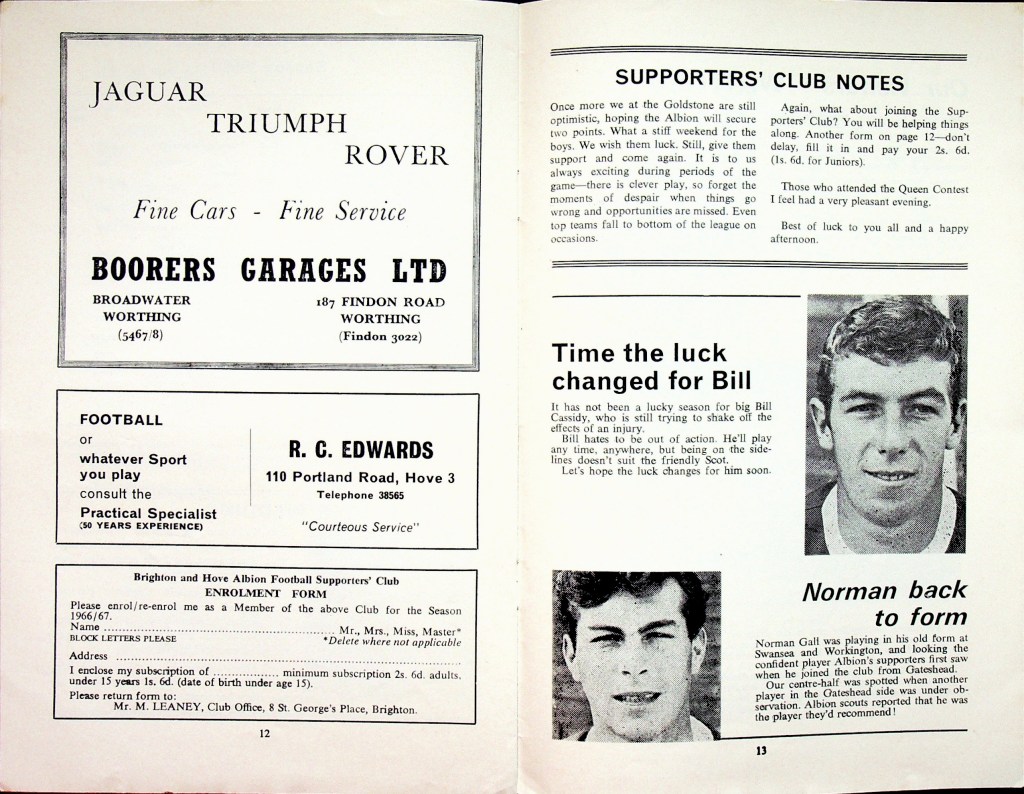 JAGUAR
TRIUMPH
ROVER
Fine Cars - Fine Service
BOORERS GARAGES LTD
BROADWATER
WORTHING
(5467/8)
187 FINDON ROAD
WORTHING
(Findon 3022)
FOOTBALL
or
whatever Sport
you play
consult the
Practical Specialist
(50 YEARS EXPERIENCE)
R. C. EDWARDS
110 Portland Road, Hove 3
Telephone 38565
"Courteous Service"
Brighton and Hove Albion Football Supporters' Club
ENROLMENT FORM
Please enrol/re-enrol me as a Member of the above Club for the Season
1966/67.
Name ........................................ Mr., Mrs., Miss, Master*
BLOCK LETTERS PLEASE *Delete where not applicable
Address ........................................
I enclose my subscription of .................. minimum subscription 2s. 6d. adults,
under 15 years 1s. 6d. (date of birth under age 15).
Please return form to:
Mr. M. LEANEY, Club Office, 8 St. George's Place, Brighton.
12
SUPPORTERS' CLUB NOTES
Once more we at the Goldstone are still
optimistic, hoping the Albion will secure
two points. What a stiff weekend for the
boys. We wish them luck. Still, give them
support and come again. It is to us
always exciting during periods of the
game—there is clever play, so forget the
moments of despair when things go
wrong and opportunities are missed. Even
top teams fall to bottom of the league on
occasions.
Again, what about joining the Sup-
porters' Club? You will be helping things
along. Another form on page 12—don't
delay, fill it in and pay your 2s. 6d.
(1s. 6d. for Juniors).
Those who attended the Queen Contest
I feel had a very pleasant evening.
Best of luck to you all and a happy
afternoon.
Time the luck
changed for Bill
It has not been a lucky season for big Bill
Cassidy, who is still trying to shake off the
effects of an injury.
Bill hates to be out of action. He'll play
any time, anywhere, but being on the side-
lines doesn't suit the friendly Scot.
Let's hope the luck changes for him soon.
Norman back
to form
Norman Gall was playing in his old form at
Swansea and Workington, and looking the
confident player Albion's supporters first saw
when he joined the club from Gateshead.
Our centre-half was spotted when another
player in the Gateshead side was under ob-
servation. Albion scouts reported that he was
the player they'd recommend!
13